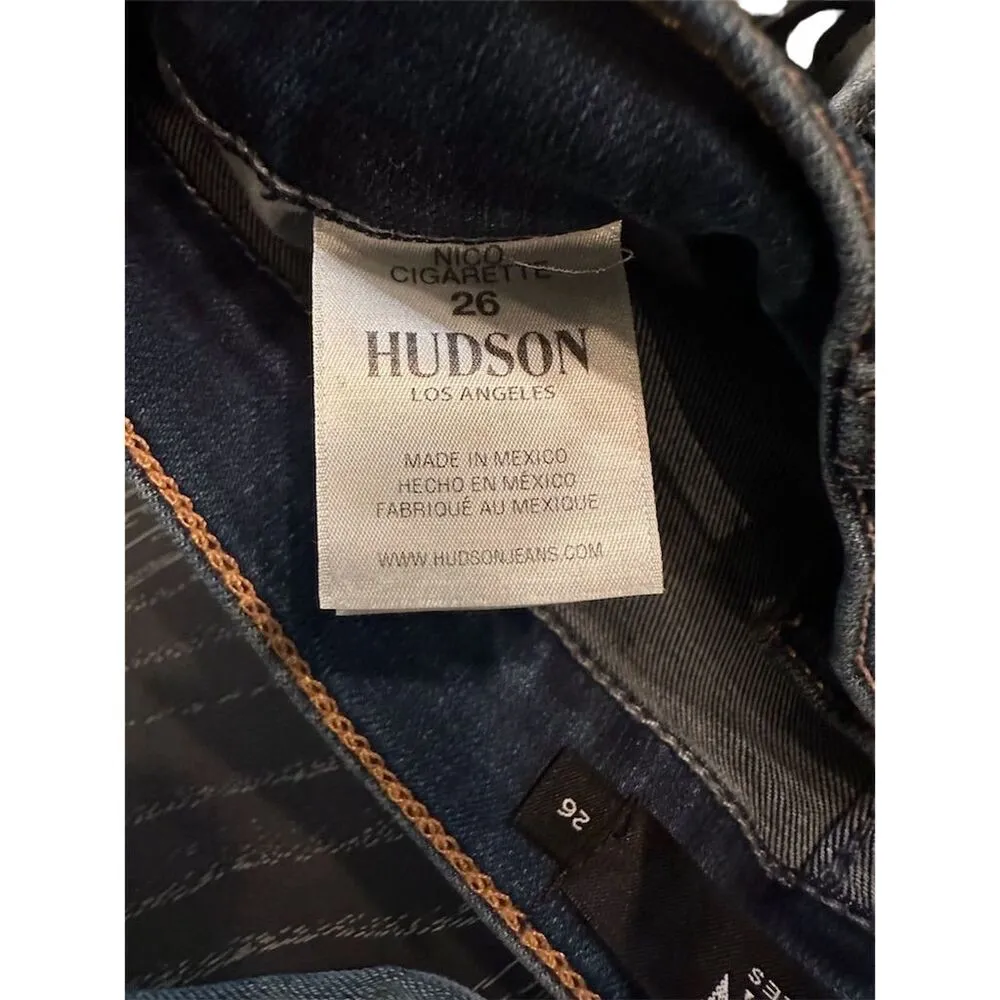 NICO
CIGARETTE
26
HUDSON
LOS ANGELES
MADE IN MEXICO
HECHO EN MÉXICO
FABRIQUÉ AU MEXIQUE
WWW.HUDSONJEANS.COM
26